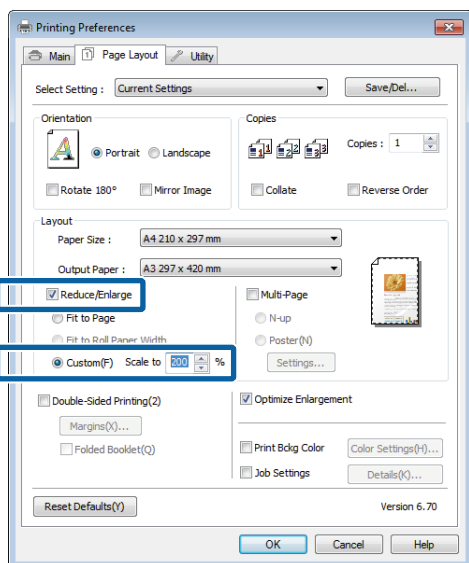 Printing Preferences
Main Page Layout Utility
Select Setting : Current Settings Save/Del...
Orientation
Portrait Landscape
Rotate 180° Mirror Image
Copies
Copies : 1
Collate Reverse Order
Layout
Paper Size : A4 210 x 297 mm
Output Paper : A3 297 x 420 mm
Reduce/Enlarge
Fit to Page
Fit to Roll Paper Width
Custom(F) Scale to 200 %
Multi-Page
N-up
Poster(N)
Settings...
Double-Sided Printing(2)
Margins(X)...
Folded Booklet(Q)
Optimize Enlargement
Print Bckg Color Color Settings(H)...
Job Settings Details(K)...
Reset Defaults(Y) Version 6.70
OK Cancel Help